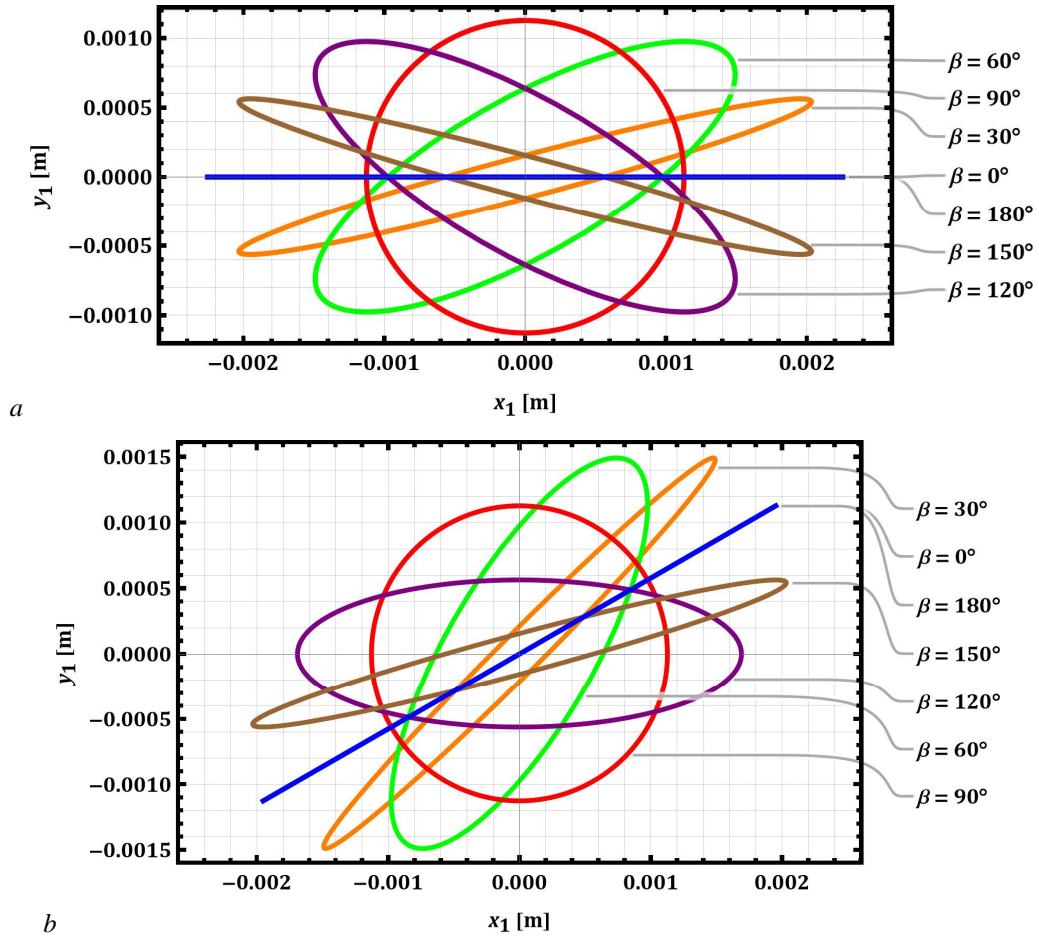 0.0010
0.0005
0.0000
−0.0005
−0.0010
y₁ [m]
−0.002 −0.001 0.000 0.001 0.002
x₁ [m]
β = 60°
β = 90°
β = 30°
β = 0°
β = 180°
β = 150°
β = 120°
a
0.0015
0.0010
0.0005
0.0000
−0.0005
−0.0010
−0.0015
y₁ [m]
−0.002 −0.001 0.000 0.001 0.002
x₁ [m]
β = 30°
β = 0°
β = 180°
β = 150°
β = 120°
β = 60°
β = 90°
b